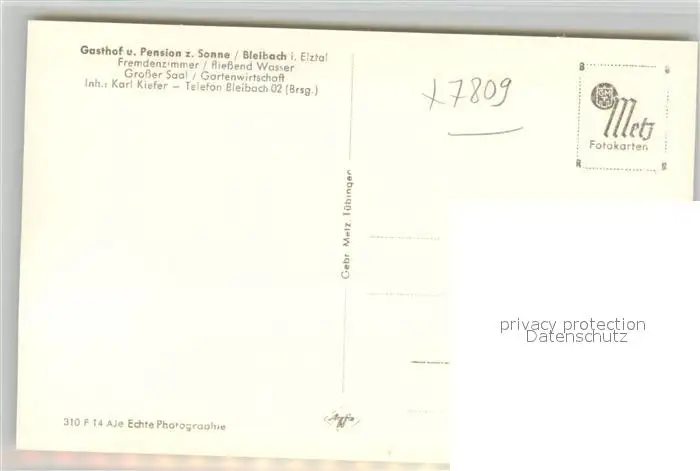 Gasthof u. Pension z. Sonne / Bleibach i. Elztal
Fremdenzimmer / fließend Wasser
Großer Saal / Gartenwirtschaft
Inh.: Karl Kiefer – Telefon Bleibach 02 (Brsg.)
x7809
Metz
Fotokarten
Gebr. Metz Tübingen
privacy protection
Datenschutz
310 F 14 AJe Echte Photographie
Agfa